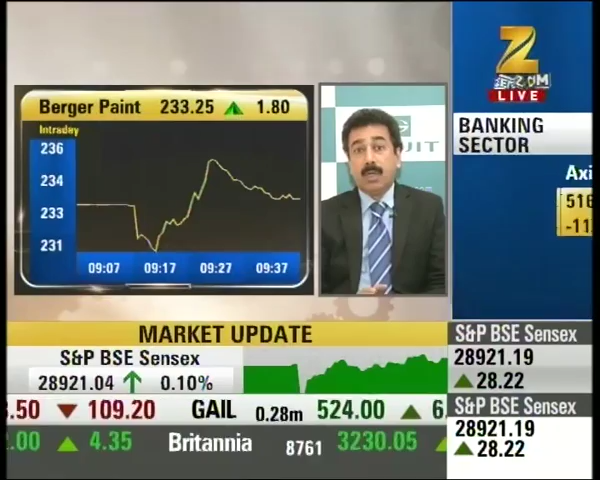 Berger Paint 233.25 ▲ 1.80
Intraday
236
234
233
231
09:07 09:17 09:27 09:37
UIT
LIVE
BANKING
SECTOR
Axi
516
-11
MARKET UPDATE
S&P BSE Sensex
28921.04 ↑ 0.10%
S&P BSE Sensex
28921.19
▲ 28.22
S&P BSE Sensex
28921.19
▲ 28.22
.50 ▼ 109.20 GAIL 0.28m 524.00 ▲ 6
.00 ▲ 4.35 Britannia 8761 3230.05